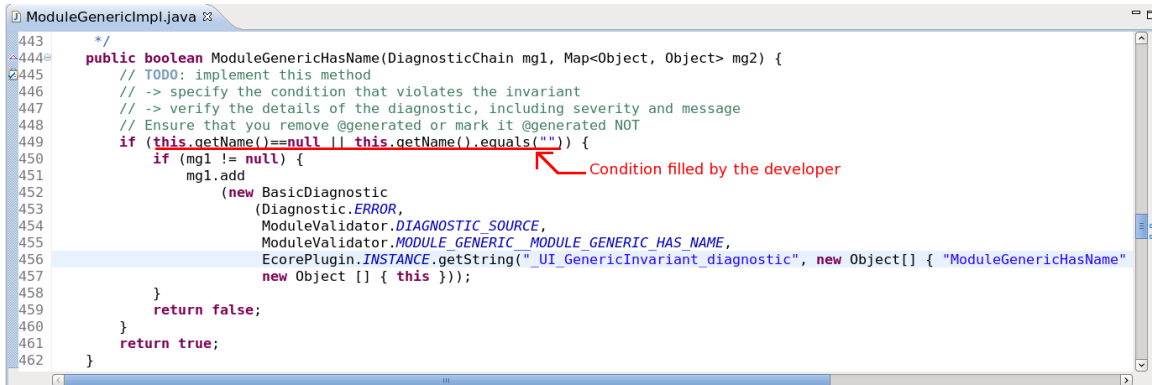 ModuleGenericImpl.java
443 */
444 public boolean ModuleGenericHasName(DiagnosticChain mg1, Map<Object, Object> mg2) {
445 // TODO: implement this method
446 // -> specify the condition that violates the invariant
447 // -> verify the details of the diagnostic, including severity and message
448 // Ensure that you remove @generated or mark it @generated NOT
449 if (this.getName()==null || this.getName().equals("")) {
450 if (mg1 != null) {
Condition filled by the developer
451 mg1.add
452 (new BasicDiagnostic
453 (Diagnostic.ERROR,
454 ModuleValidator.DIAGNOSTIC_SOURCE,
455 ModuleValidator.MODULE_GENERIC__MODULE_GENERIC_HAS_NAME,
456 EcorePlugin.INSTANCE.getString("_UI_GenericInvariant_diagnostic", new Object[] { "ModuleGenericHasName"
457 new Object [] { this }));
458 }
459 return false;
460 }
461 return true;
462 }